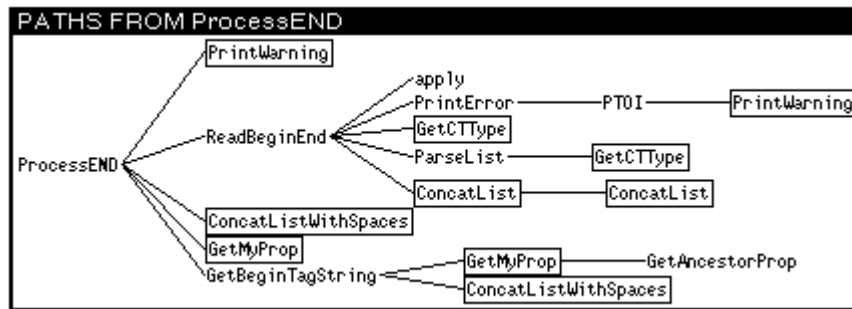 PATHS FROM ProcessEND
PrintWarning
apply
PrintError PTOI PrintWarning
ReadBeginEnd GetCTType
ProcessEND ParseList GetCTType
ConcatList ConcatList
ConcatListWithSpaces
GetMyProp GetMyProp GetAncestorProp
GetBeginTagString
ConcatListWithSpaces